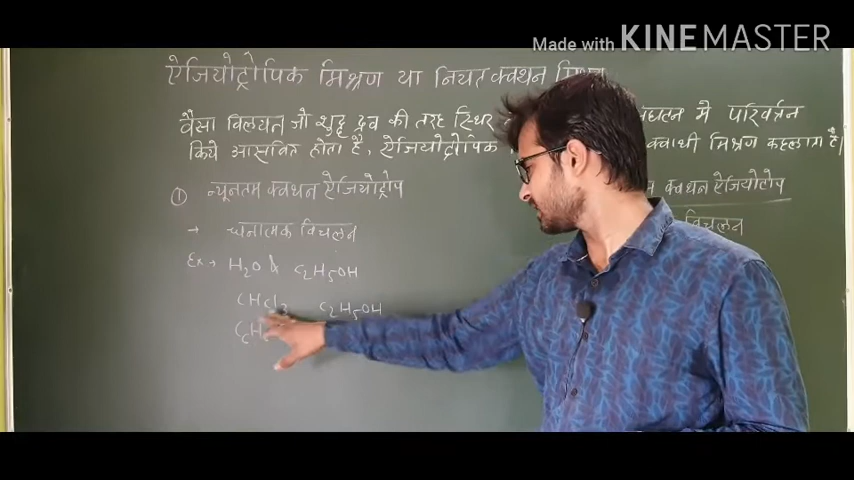 Made with KINEMASTER
ऐजियोट्रोपिक मिश्रण या नियत क्वथन मिश्रण
वैसा विलयन जो शुद्ध द्रव की तरह स्थिर संघटन मे परिवर्तन
किये आसवित होता है, ऐजियोट्रोपिक क्वाथी मिश्रण कहलाता है।
① न्यूनतम क्वथन ऐजियोट्रोप
क्वथन ऐजियोट्रोप
→ धनात्मक विचलन
विचलन
Ex → H2O & C2H5OH
CHCl3 C2H5OH